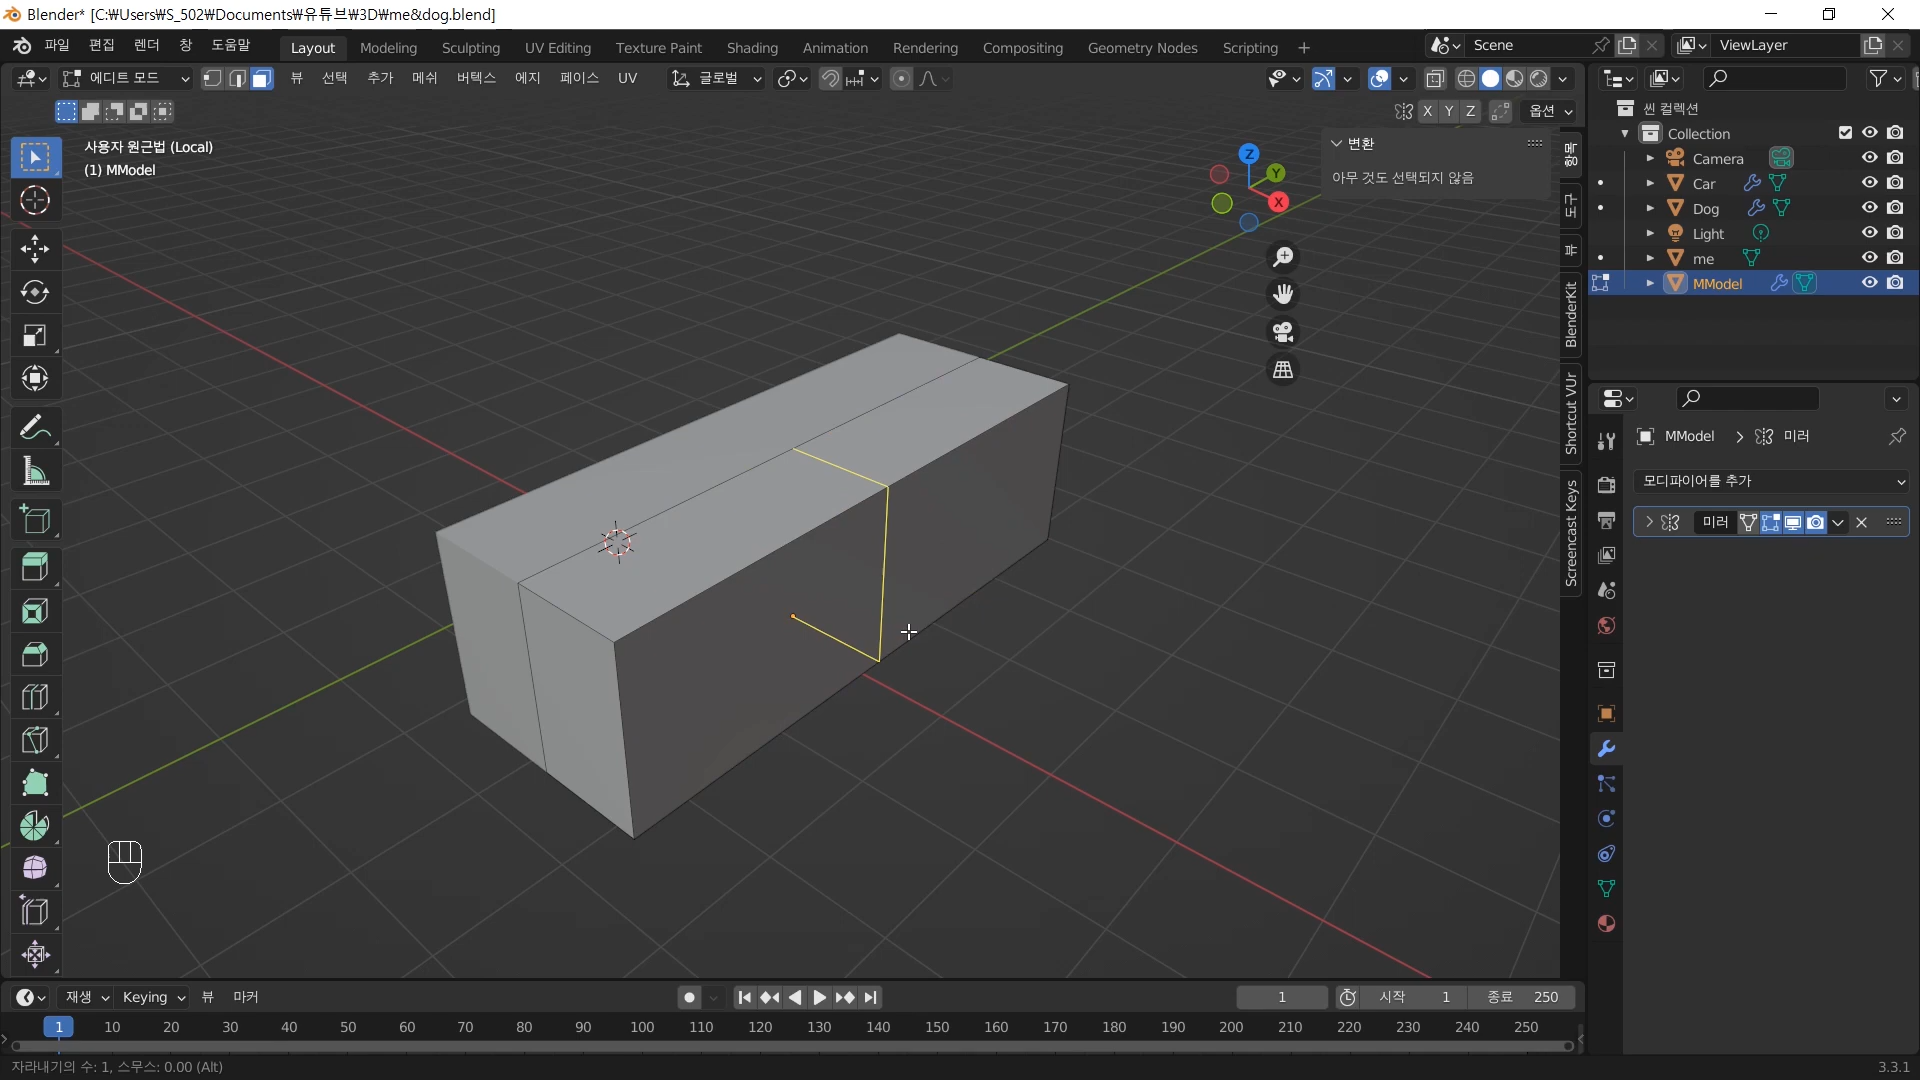 Blender* [C:₩Users₩S_502₩Documents₩유튜브₩3D₩me&dog.blend]
파일 편집 렌더 창 도움말 Layout Modeling Sculpting UV Editing Texture Paint Shading Animation Rendering Compositing Geometry Nodes Scripting + Scene ViewLayer
에디트 모드 뷰 선택 추가 메쉬 버텍스 에지 페이스 UV 글로벌
X Y Z 옵션
사용자 원근법 (Local)
(1) MModel
Z
Y
X
변환
아무 것도 선택되지 않음
항목
도구
뷰
BlenderKit
Shortcut VUr
Screencast Keys
씬 컬렉션
Collection
Camera
Car
Dog
Light
me
MModel
MModel > 미러
모디파이어를 추가
미러
재생 Keying 뷰 마커 1 시작 1 종료 250
1 10 20 30 40 50 60 70 80 90 100 110 120 130 140 150 160 170 180 190 200 210 220 230 240 250
자라내기의 수: 1, 스무스: 0.00 (Alt) 3.3.1